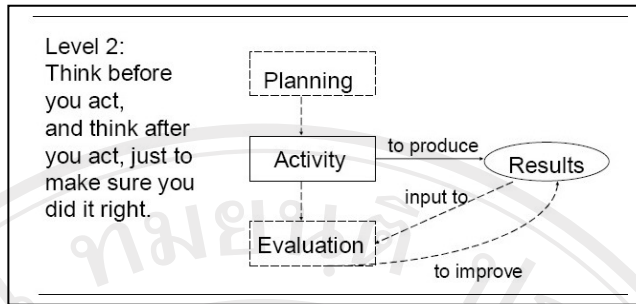 Level 2:
Think before
you act,
and think after
you act, just to
make sure you
did it right.
Planning
Activity
to produce
Results
input to
Evaluation
to improve